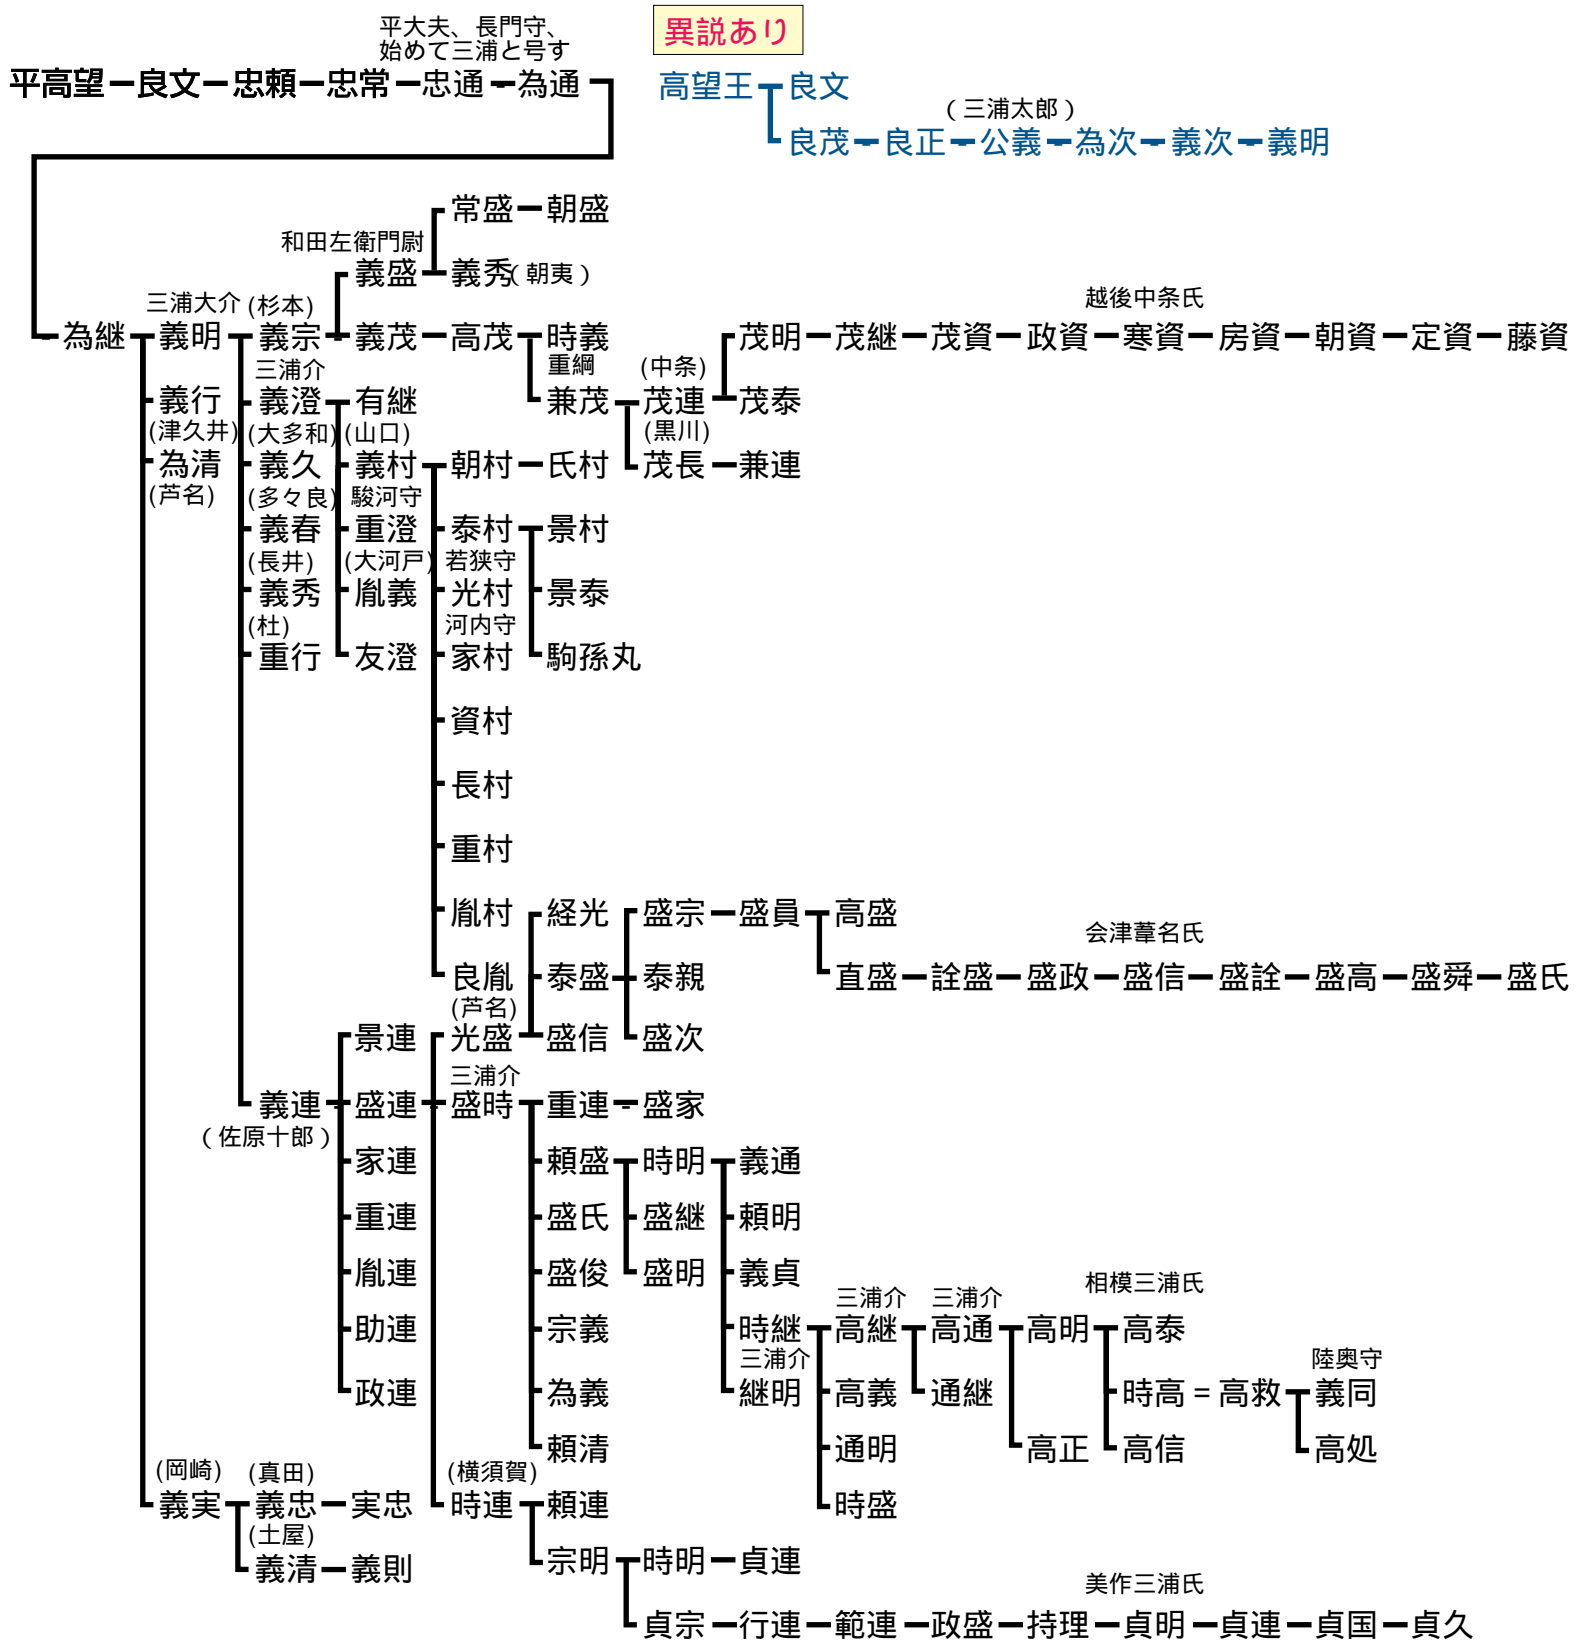 平大夫、長門守、
始めて三浦と号す
異説あり
平高望 良文 忠頼 忠常 忠通 為通
高望王 良文
(三浦太郎)
良茂 良正 公義 為次 義次 義明
常盛 朝盛
和田左衛門尉
義盛 義秀(朝夷)
三浦大介 (杉本) 越後中条氏
為継 義明 義宗 義茂 高茂 時義 茂明 茂継 茂資 政資 寒資 房資 朝資 定資 藤資
三浦介 重綱 (中条)
義行 義澄 有継 兼茂 茂連 茂泰
(津久井) (大多和) (山口) (黒川)
為清 義久 義村 朝村 氏村 茂長 兼連
(芦名) (多々良) 駿河守
義春 重澄 泰村 景村
(長井) (大河戸) 若狭守
義秀 胤義 光村 景泰
(杜) 河内守
重行 友澄 家村 駒孫丸
資村
長村
重村
胤村 経光 盛宗 盛員 高盛
会津葦名氏
良胤 泰盛 泰親 直盛 詮盛 盛政 盛信 盛詮 盛高 盛舜 盛氏
(芦名)
景連 光盛 盛信 盛次
三浦介
義連 盛連 盛時 重連 盛家
(佐原十郎)
家連 頼盛 時明 義通
重連 盛氏 盛継 頼明
胤連 盛俊 盛明 義貞
三浦介 三浦介 相模三浦氏
助連 宗義 時継 高継 高通 高明 高泰
三浦介 陸奥守
政連 為義 継明 高義 通継 時高 = 高救 義同
頼清 通明 高正 高信 高処
(岡崎) (真田) (横須賀)
義実 義忠 実忠 時連 頼連 時盛
(土屋)
義清 義則 宗明 時明 貞連
美作三浦氏
貞宗 行連 範連 政盛 持理 貞明 貞連 貞国 貞久